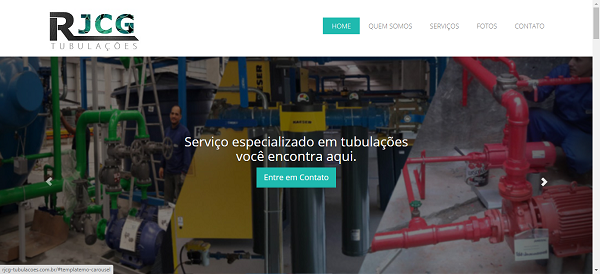 RJCG
TUBULAÇÕES
HOME QUEM SOMOS SERVIÇOS FOTOS CONTATO
Serviço especializado em tubulações
você encontra aqui.
Entre em Contato
rjcg-tubulacoes.com.br/#templatemo-carousel